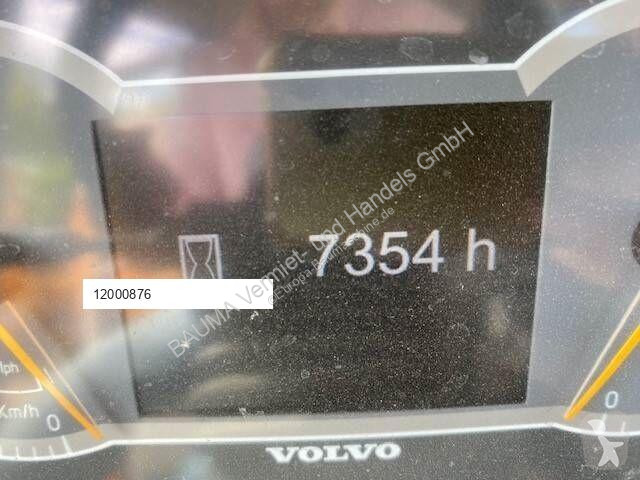 BAUMA Vermiet- und Handels GmbH
7354 h
12000876
mph
Km/h
0
0
VOLVO